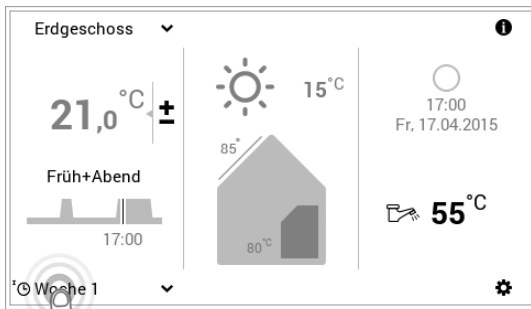 Erdgeschoss
21,0 °C ±
Früh+Abend
17:00
Woche 1
15°C
85°
80°C
17:00
Fr, 17.04.2015
55°C